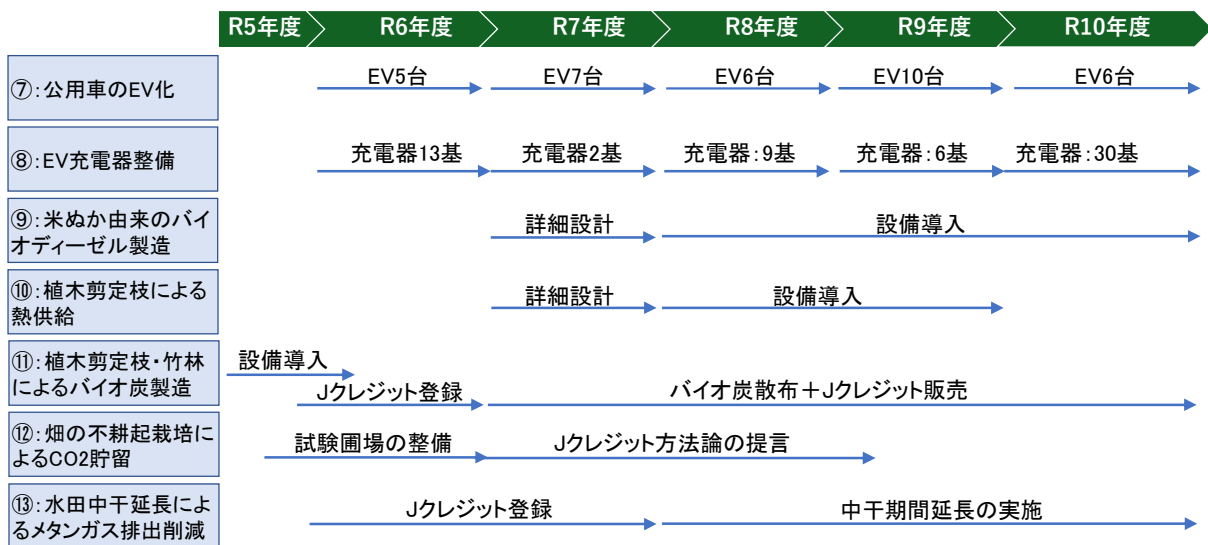 R5年度 R6年度 R7年度 R8年度 R9年度 R10年度
⑦:公用車のEV化
EV5台 EV7台 EV6台 EV10台 EV6台
⑧:EV充電器整備
充電器13基 充電器2基 充電器:9基 充電器:6基 充電器:30基
⑨:米ぬか由来のバイ
オディーゼル製造
詳細設計 設備導入
⑩:植木剪定枝による
熱供給
詳細設計 設備導入
⑪:植木剪定枝・竹林
によるバイオ炭製造
設備導入
Jクレジット登録 バイオ炭散布+Jクレジット販売
⑫:畑の不耕起栽培に
よるCO2貯留
試験圃場の整備 Jクレジット方法論の提言
⑬:水田中干延長によ
るメタンガス排出削減
Jクレジット登録 中干期間延長の実施